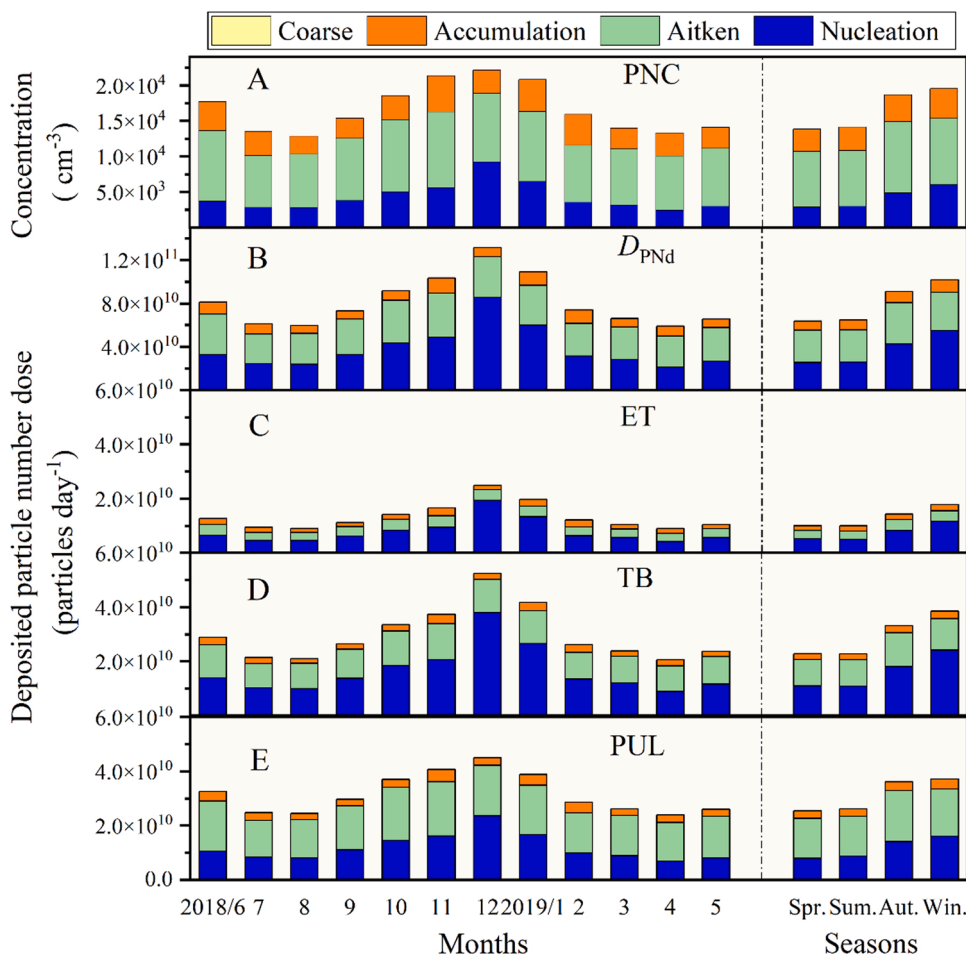 Coarse Accumulation Aitken Nucleation
Concentration
( cm⁻³)
A PNC
2.0×10⁴
1.5×10⁴
1.0×10⁴
5.0×10³
Deposited particle number dose
(particles day⁻¹)
B D_PNd
1.2×10¹¹
8.0×10¹⁰
4.0×10¹⁰
6.0×10¹⁰
C ET
4.0×10¹⁰
2.0×10¹⁰
6.0×10¹⁰
D TB
4.0×10¹⁰
2.0×10¹⁰
6.0×10¹⁰
E PUL
4.0×10¹⁰
2.0×10¹⁰
0.0
2018/6 7 8 9 10 11 12 2019/1 2 3 4 5 Spr. Sum. Aut. Win.
Months Seasons